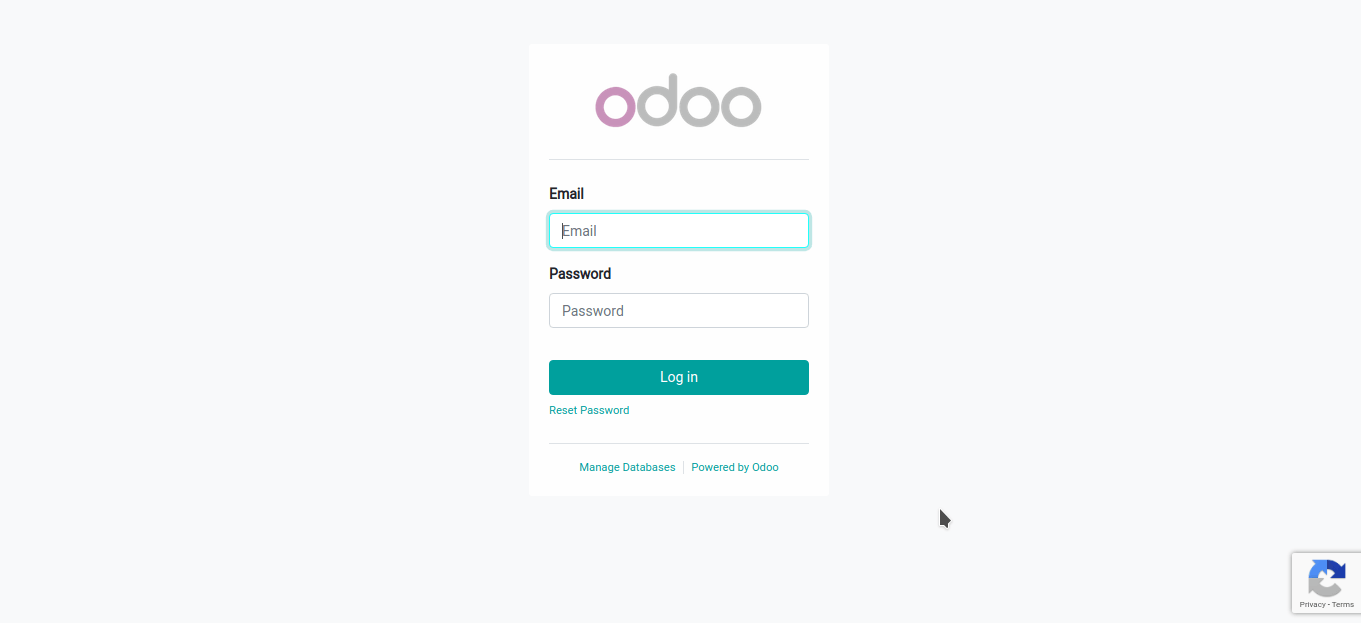 odoo
Email
Email
Password
Password
Log in
Reset Password
Manage Databases Powered by Odoo
Privacy - Terms